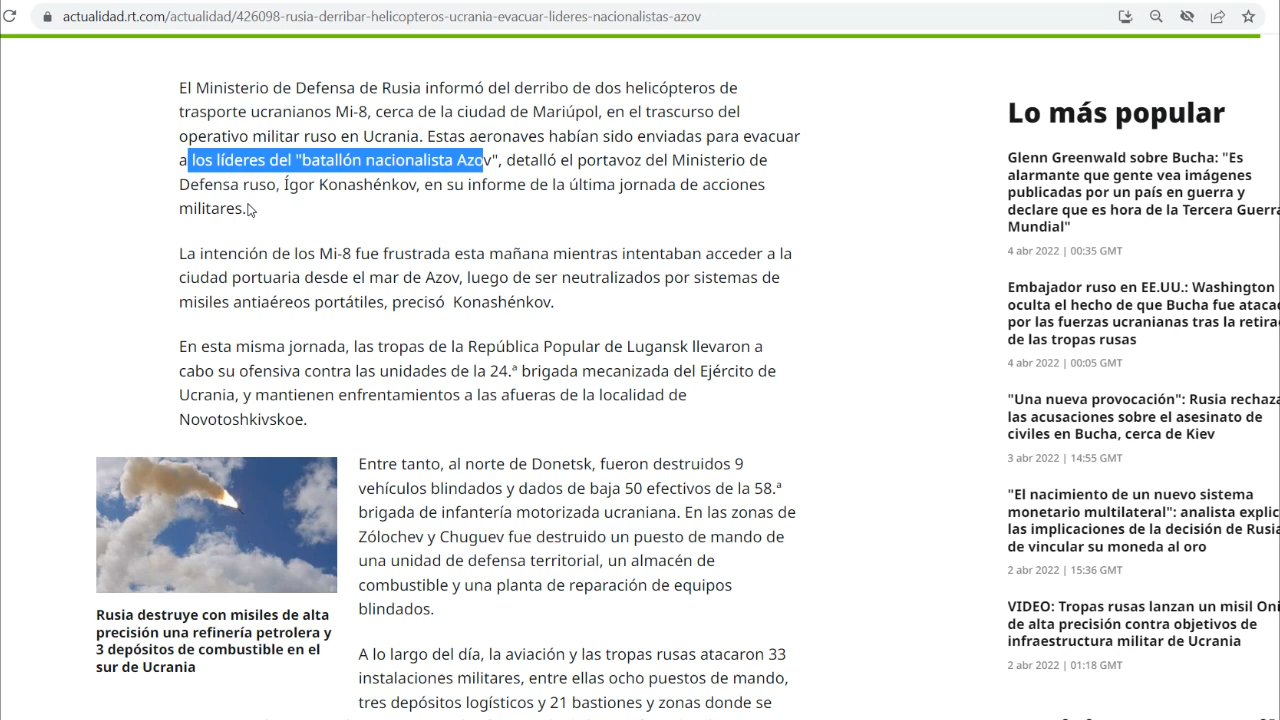 actualidad.rt.com/actualidad/426098-rusia-derribar-helicopteros-ucrania-evacuar-lideres-nacionalistas-azov
El Ministerio de Defensa de Rusia informó del derribo de dos helicópteros de
trasporte ucranianos Mi-8, cerca de la ciudad de Mariúpol, en el trascurso del
operativo militar ruso en Ucrania. Estas aeronaves habían sido enviadas para evacuar
a los líderes del "batallón nacionalista Azov", detalló el portavoz del Ministerio de
Defensa ruso, Ígor Konashénkov, en su informe de la última jornada de acciones
militares.
La intención de los Mi-8 fue frustrada esta mañana mientras intentaban acceder a la
ciudad portuaria desde el mar de Azov, luego de ser neutralizados por sistemas de
misiles antiaéreos portátiles, precisó  Konashénkov.
En esta misma jornada, las tropas de la República Popular de Lugansk llevaron a
cabo su ofensiva contra las unidades de la 24.ª brigada mecanizada del Ejército de
Ucrania, y mantienen enfrentamientos a las afueras de la localidad de
Novotoshkivskoe.
Rusia destruye con misiles de alta
precisión una refinería petrolera y
3 depósitos de combustible en el
sur de Ucrania
Entre tanto, al norte de Donetsk, fueron destruidos 9
vehículos blindados y dados de baja 50 efectivos de la 58.ª
brigada de infantería motorizada ucraniana. En las zonas de
Zólochev y Chuguev fue destruido un puesto de mando de
una unidad de defensa territorial, un almacén de
combustible y una planta de reparación de equipos
blindados.
A lo largo del día, la aviación y las tropas rusas atacaron 33
instalaciones militares, entre ellas ocho puestos de mando,
tres depósitos logísticos y 21 bastiones y zonas donde se
Lo más popular
Glenn Greenwald sobre Bucha: "Es
alarmante que gente vea imágenes
publicadas por un país en guerra y
declare que es hora de la Tercera Guerra
Mundial"
4 abr 2022 | 00:35 GMT
Embajador ruso en EE.UU.: Washington
oculta el hecho de que Bucha fue ataca
por las fuerzas ucranianas tras la retira
de las tropas rusas
4 abr 2022 | 00:05 GMT
"Una nueva provocación": Rusia rechaza
las acusaciones sobre el asesinato de
civiles en Bucha, cerca de Kiev
3 abr 2022 | 14:55 GMT
"El nacimiento de un nuevo sistema
monetario multilateral": analista explic
las implicaciones de la decisión de Rusia
de vincular su moneda al oro
2 abr 2022 | 15:36 GMT
VIDEO: Tropas rusas lanzan un misil Oni
de alta precisión contra objetivos de
infraestructura militar de Ucrania
2 abr 2022 | 01:18 GMT